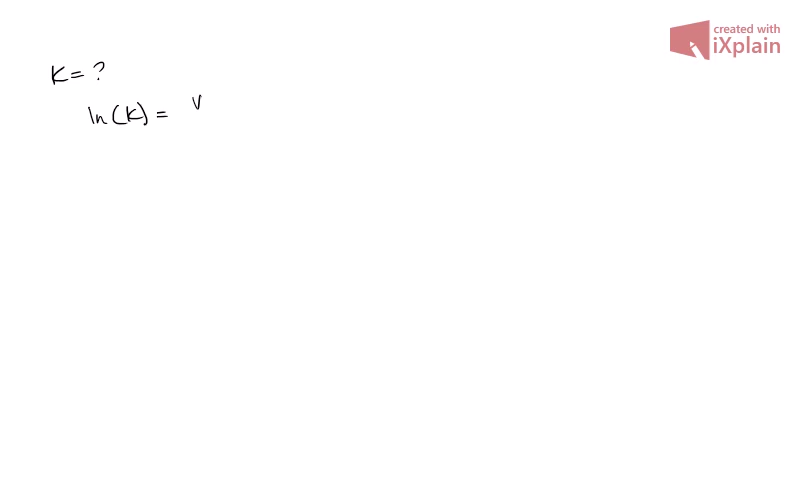 created with
iXplain
K = ?
ln(K) =